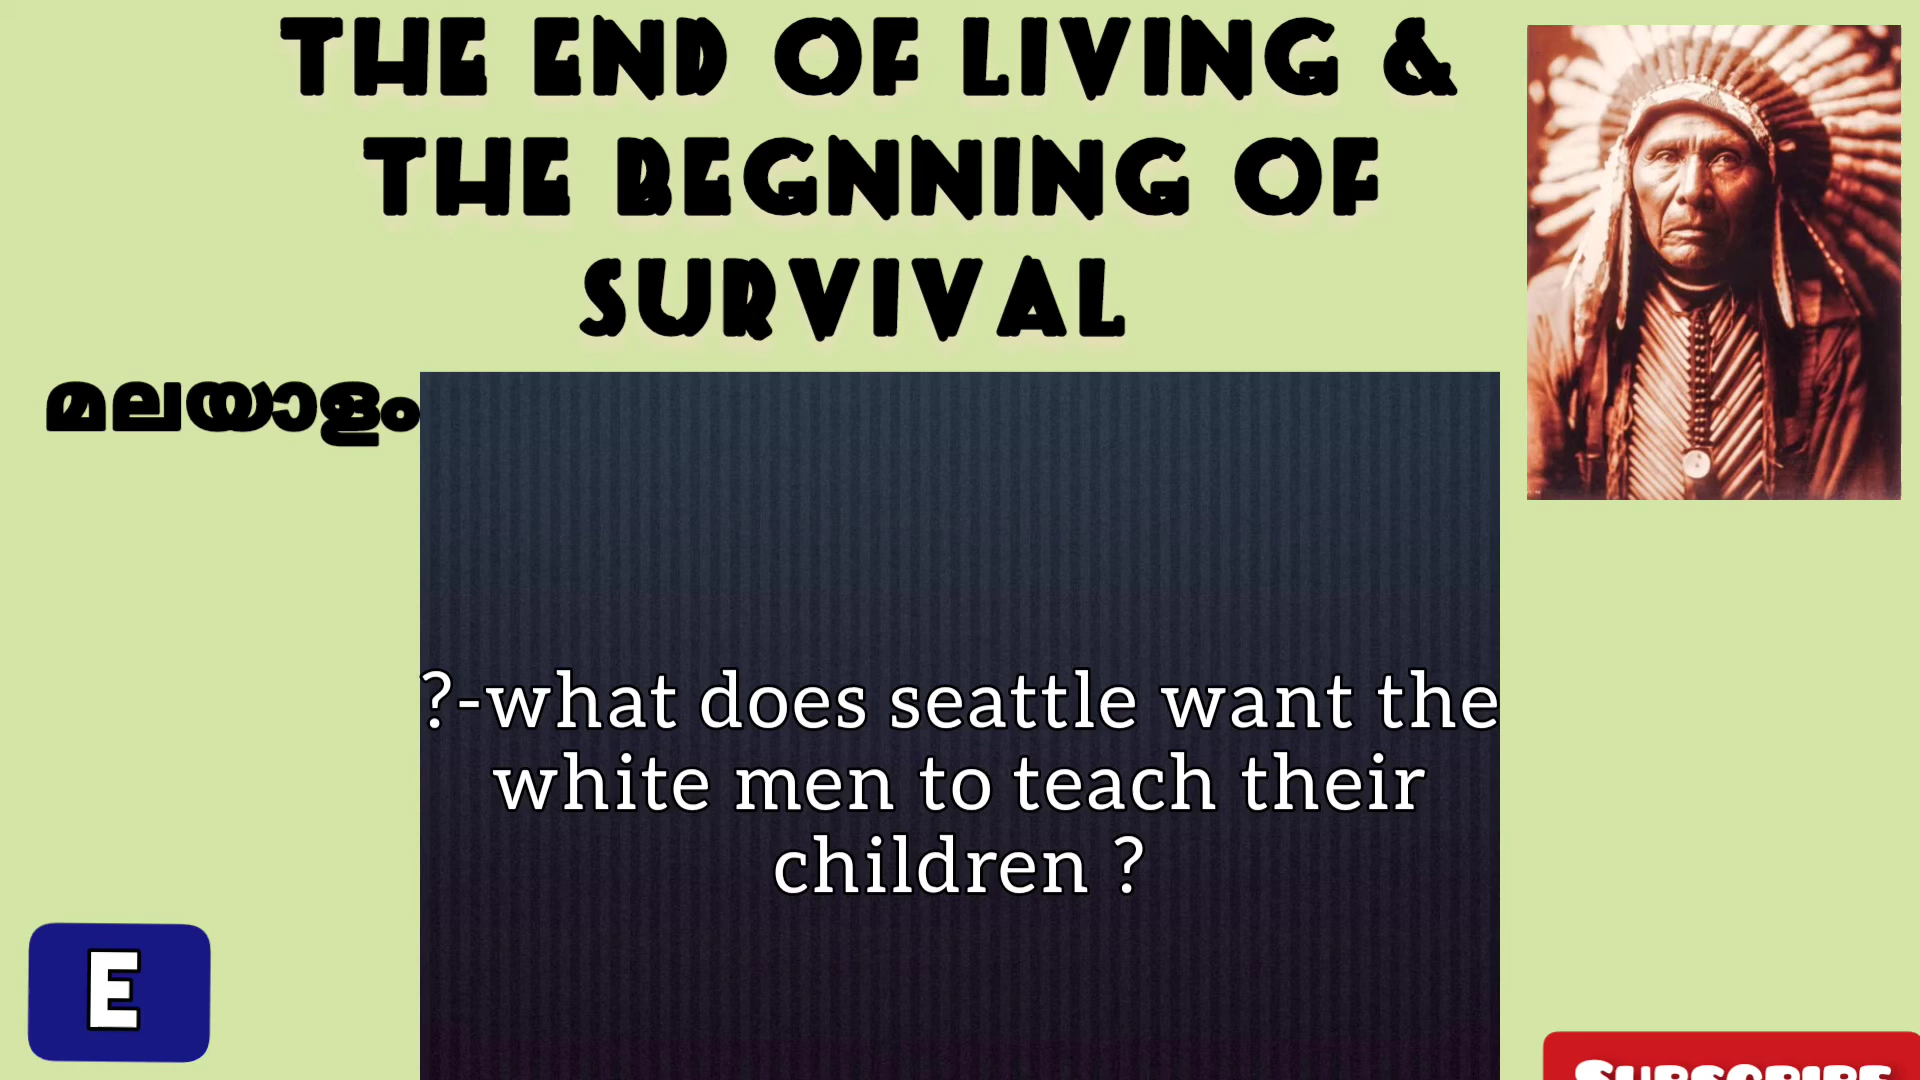 THE END OF LIVING &
THE BEGNNING OF
SURVIVAL
മലയാളം
?-what does seattle want the
white men to teach their
children ?
E
SUBSCRIBE